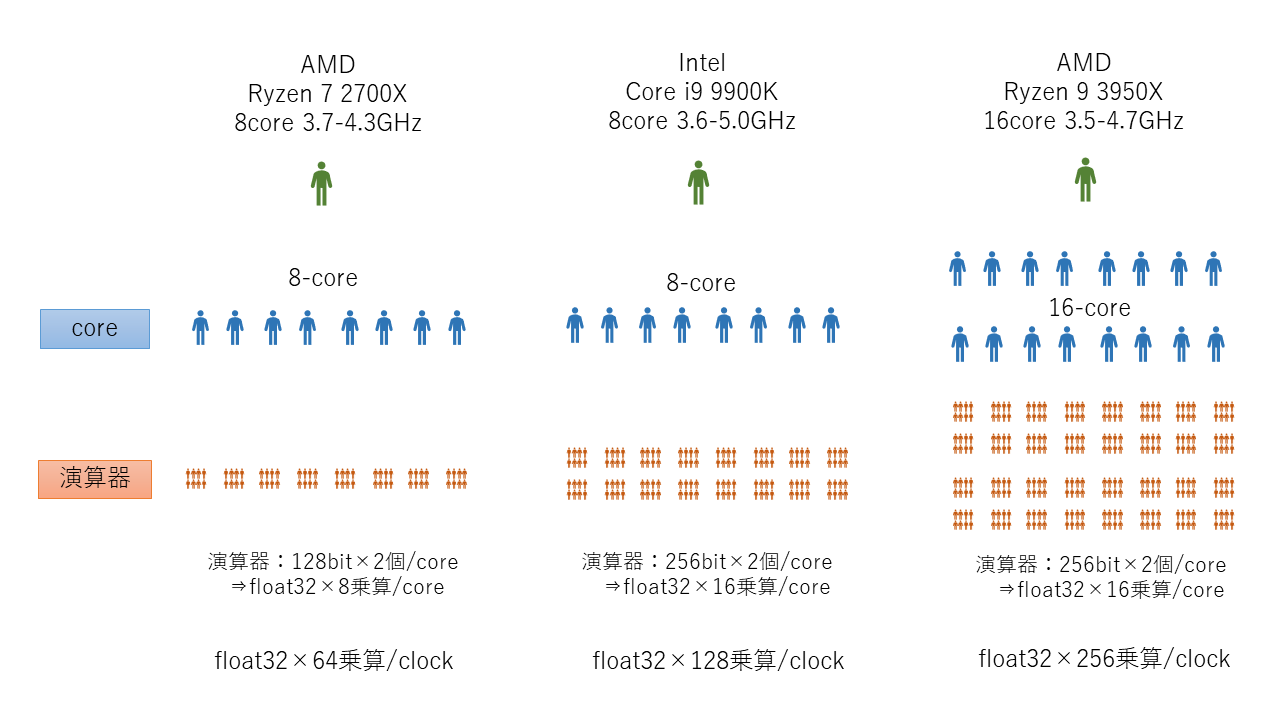 AMD
Ryzen 7 2700X
8core 3.7-4.3GHz
Intel
Core i9 9900K
8core 3.6-5.0GHz
AMD
Ryzen 9 3950X
16core 3.5-4.7GHz
core
8-core
8-core
16-core
演算器
演算器：128bit×2個/core
⇒float32×8乗算/core
演算器：256bit×2個/core
⇒float32×16乗算/core
演算器：256bit×2個/core
⇒float32×16乗算/core
float32×64乗算/clock
float32×128乗算/clock
float32×256乗算/clock